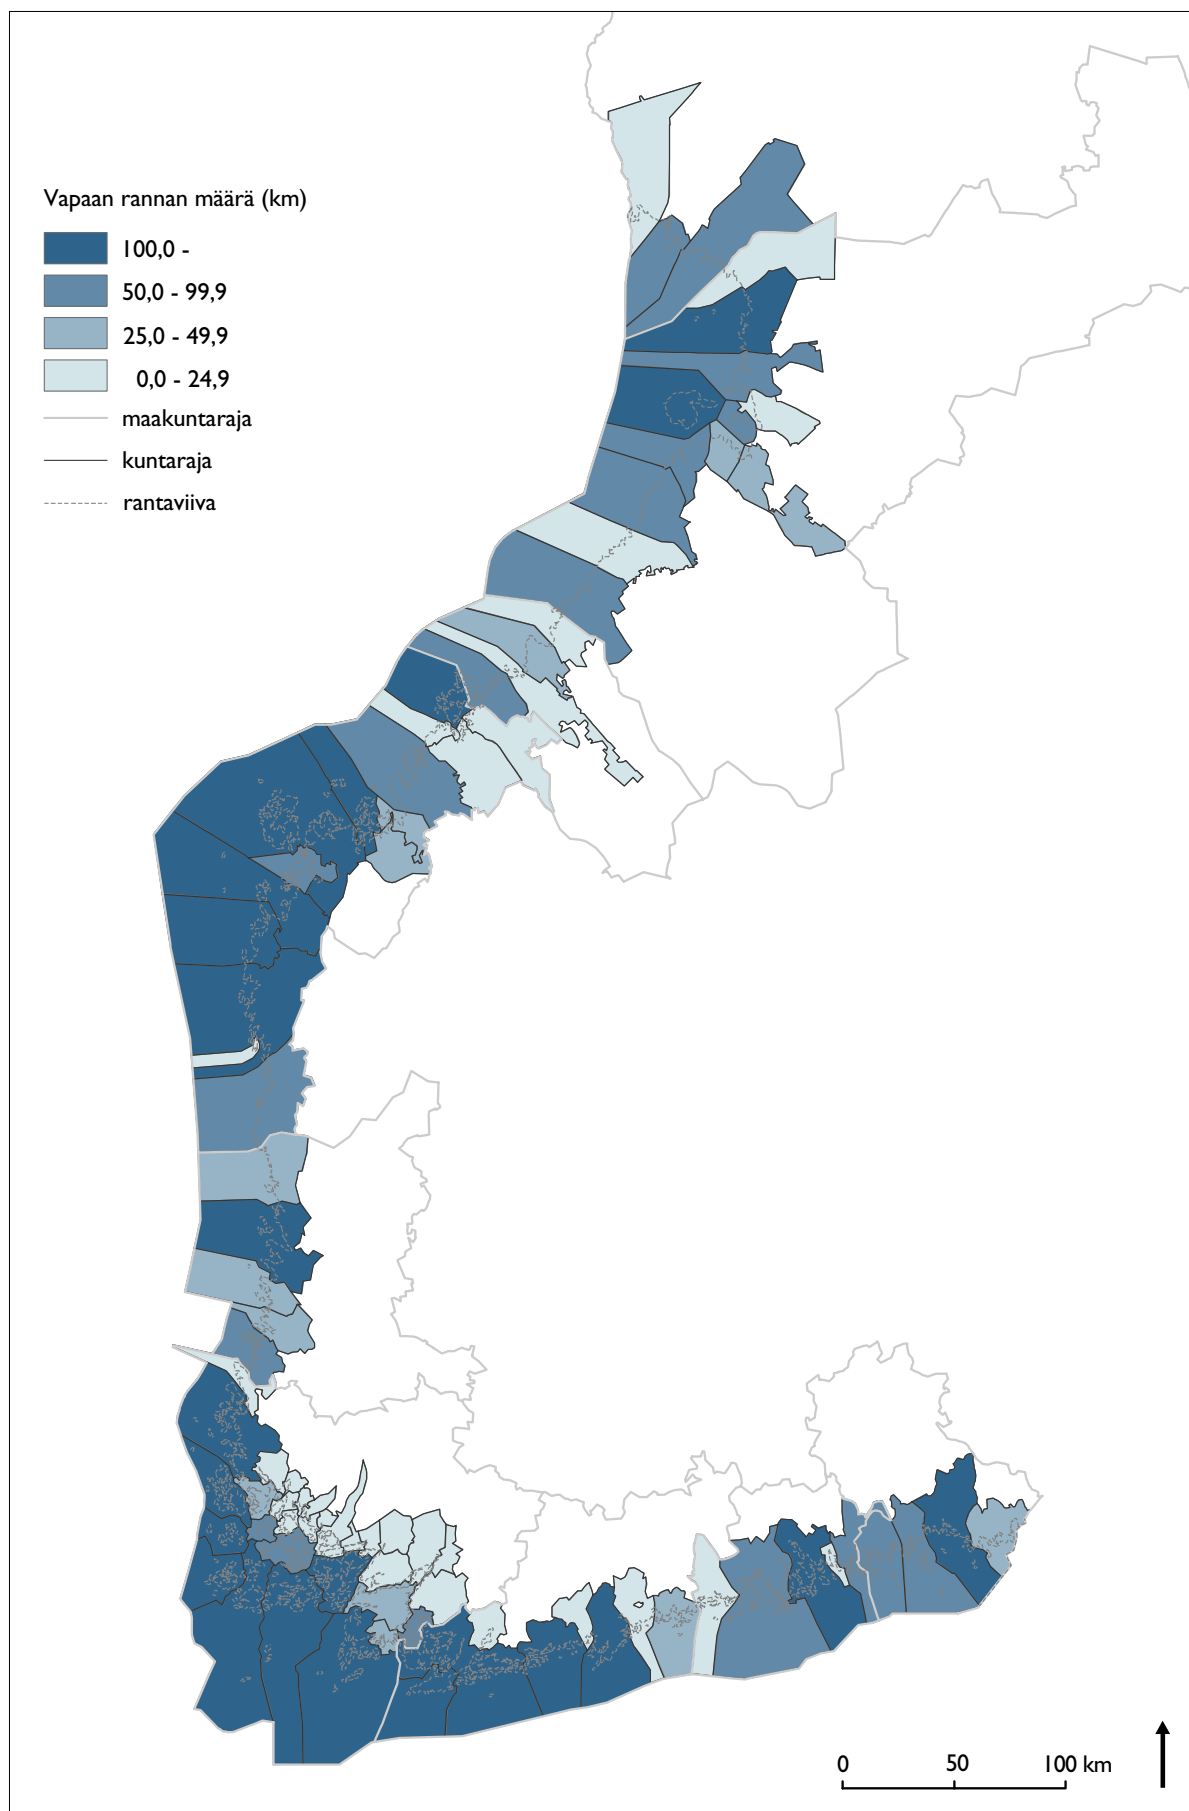 Vapaan rannan määrä (km)
100,0 -
50,0 - 99,9
25,0 - 49,9
0,0 - 24,9
maakuntaraja
kuntaraja
rantaviiva
0 50 100 km